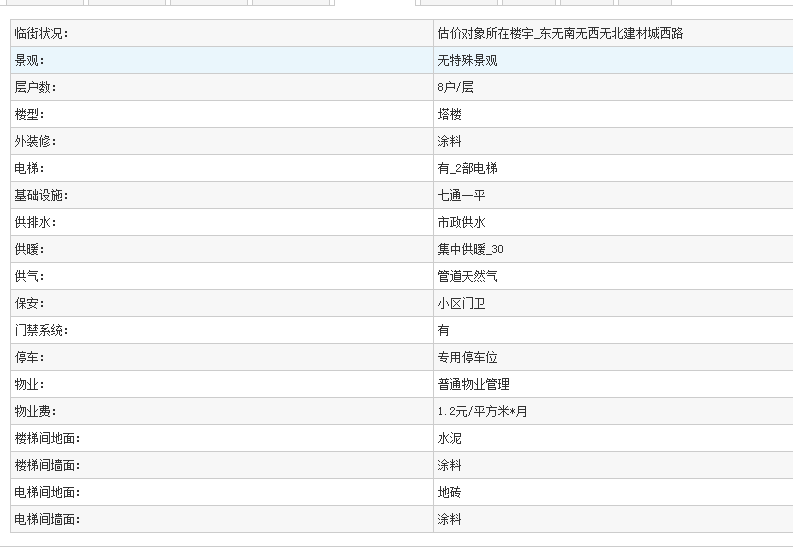 临街状况: 估价对象所在楼宇_东无南无西无北建材城西路
景观: 无特殊景观
层户数: 8户/层
楼型: 塔楼
外装修: 涂料
电梯: 有_2部电梯
基础设施: 七通一平
供排水: 市政供水
供暖: 集中供暖_30
供气: 管道天然气
保安: 小区门卫
门禁系统: 有
停车: 专用停车位
物业: 普通物业管理
物业费: 1.2元/平方米*月
楼梯间地面: 水泥
楼梯间墙面: 涂料
电梯间地面: 地砖
电梯间墙面: 涂料